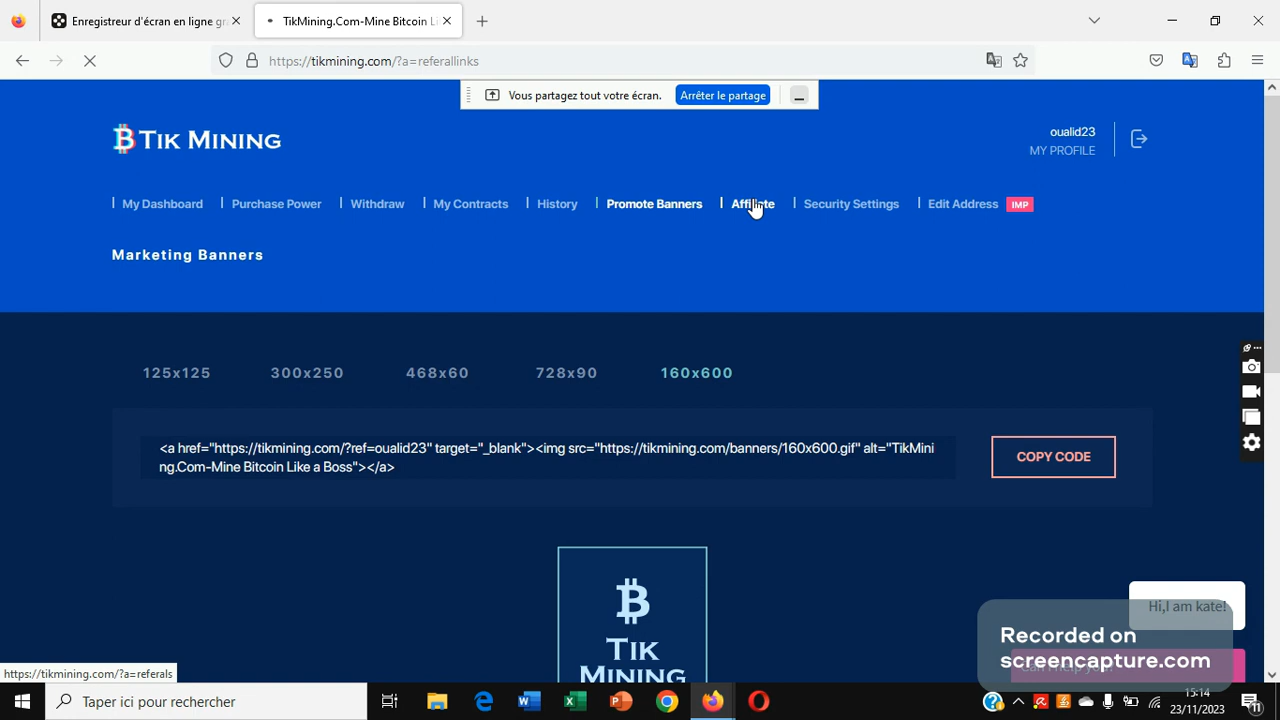 Enregistreur d'écran en ligne gr
TikMining.Com-Mine Bitcoin Li
https://tikmining.com/?a=referallinks
Vous partagez tout votre écran.
Arrêter le partage
TIK MINING
oualid23
MY PROFILE
My Dashboard
Purchase Power
Withdraw
My Contracts
History
Promote Banners
Affiliate
Security Settings
Edit Address
IMP
Marketing Banners
125x125
300x250
468x60
728x90
160x600
<a href="https://tikmining.com/?ref=oualid23" target="_blank"><img src="https://tikmining.com/banners/160x600.gif" alt="TikMini
ng.Com-Mine Bitcoin Like a Boss"></a>
COPY CODE
TIK
MINING
Hi,I am kate!
Recorded on
screencapture.com
https://tikmining.com/?a=referals
Taper ici pour rechercher
15:14
23/11/2023
11